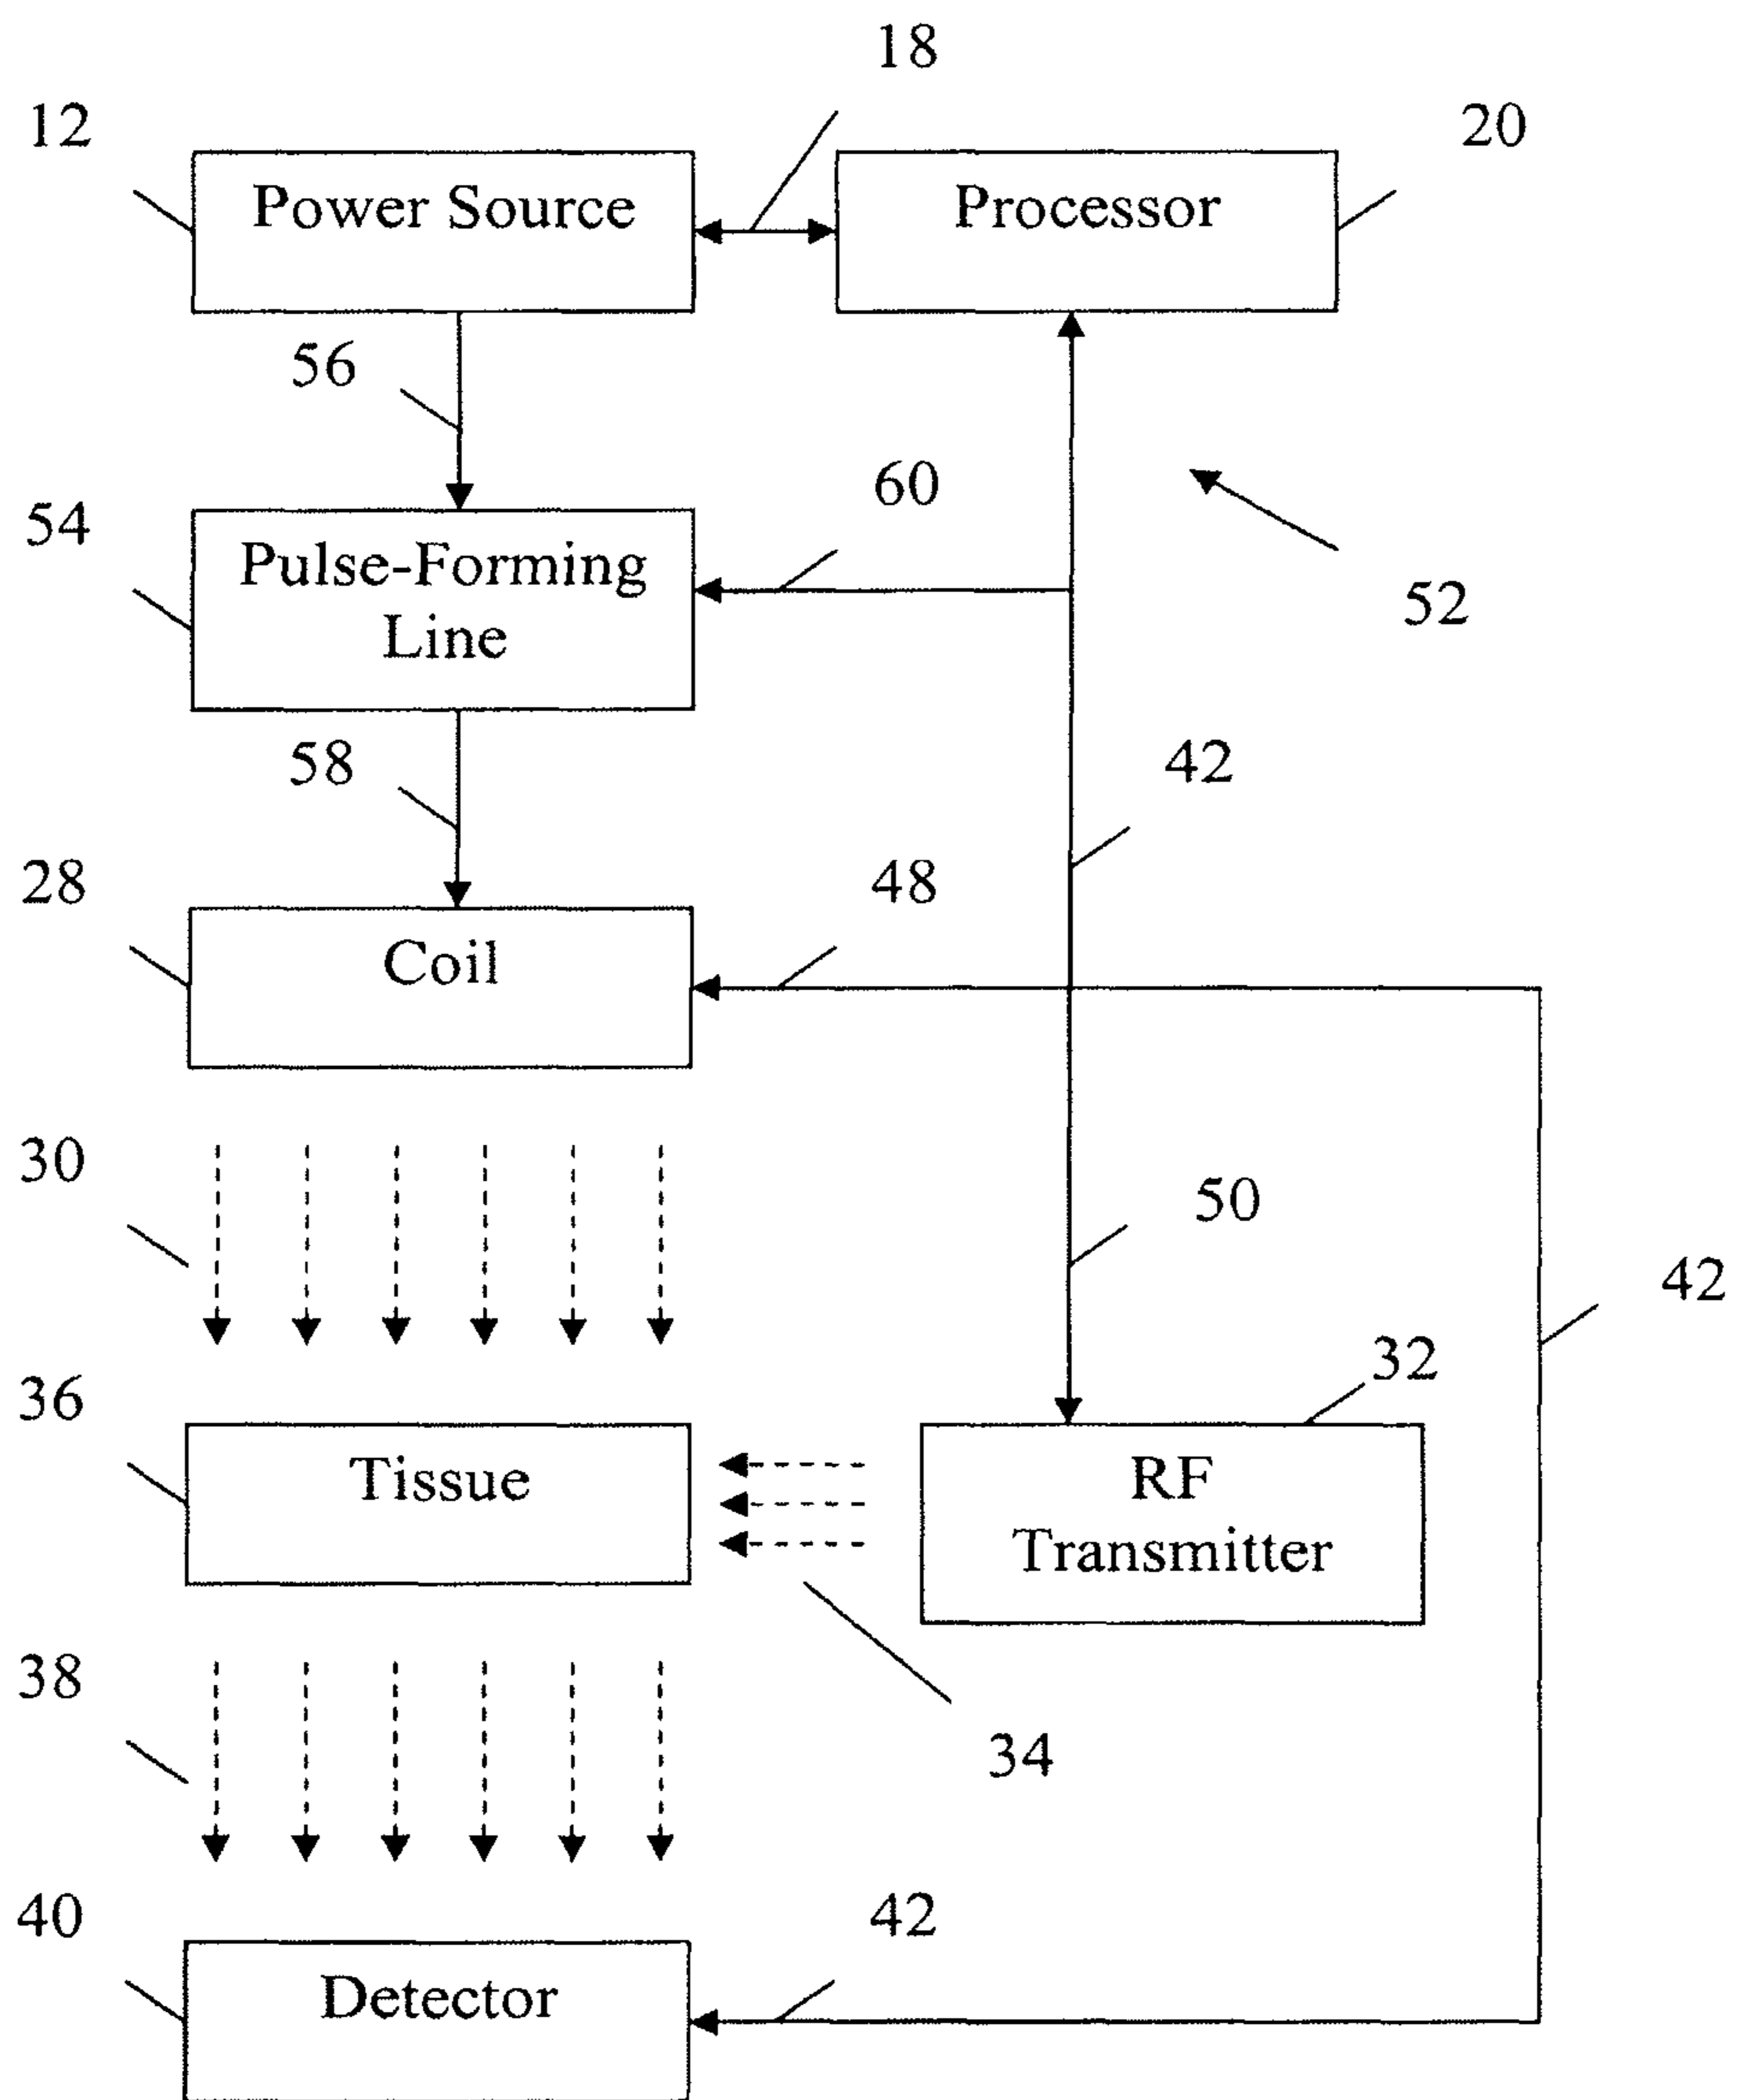 18
12
20
Power Source
Processor
56
60
54
Pulse-Forming
Line
52
58
42
28
48
Coil
30
50
42
32
36
Tissue
RF
Transmitter
38
34
40
42
Detector